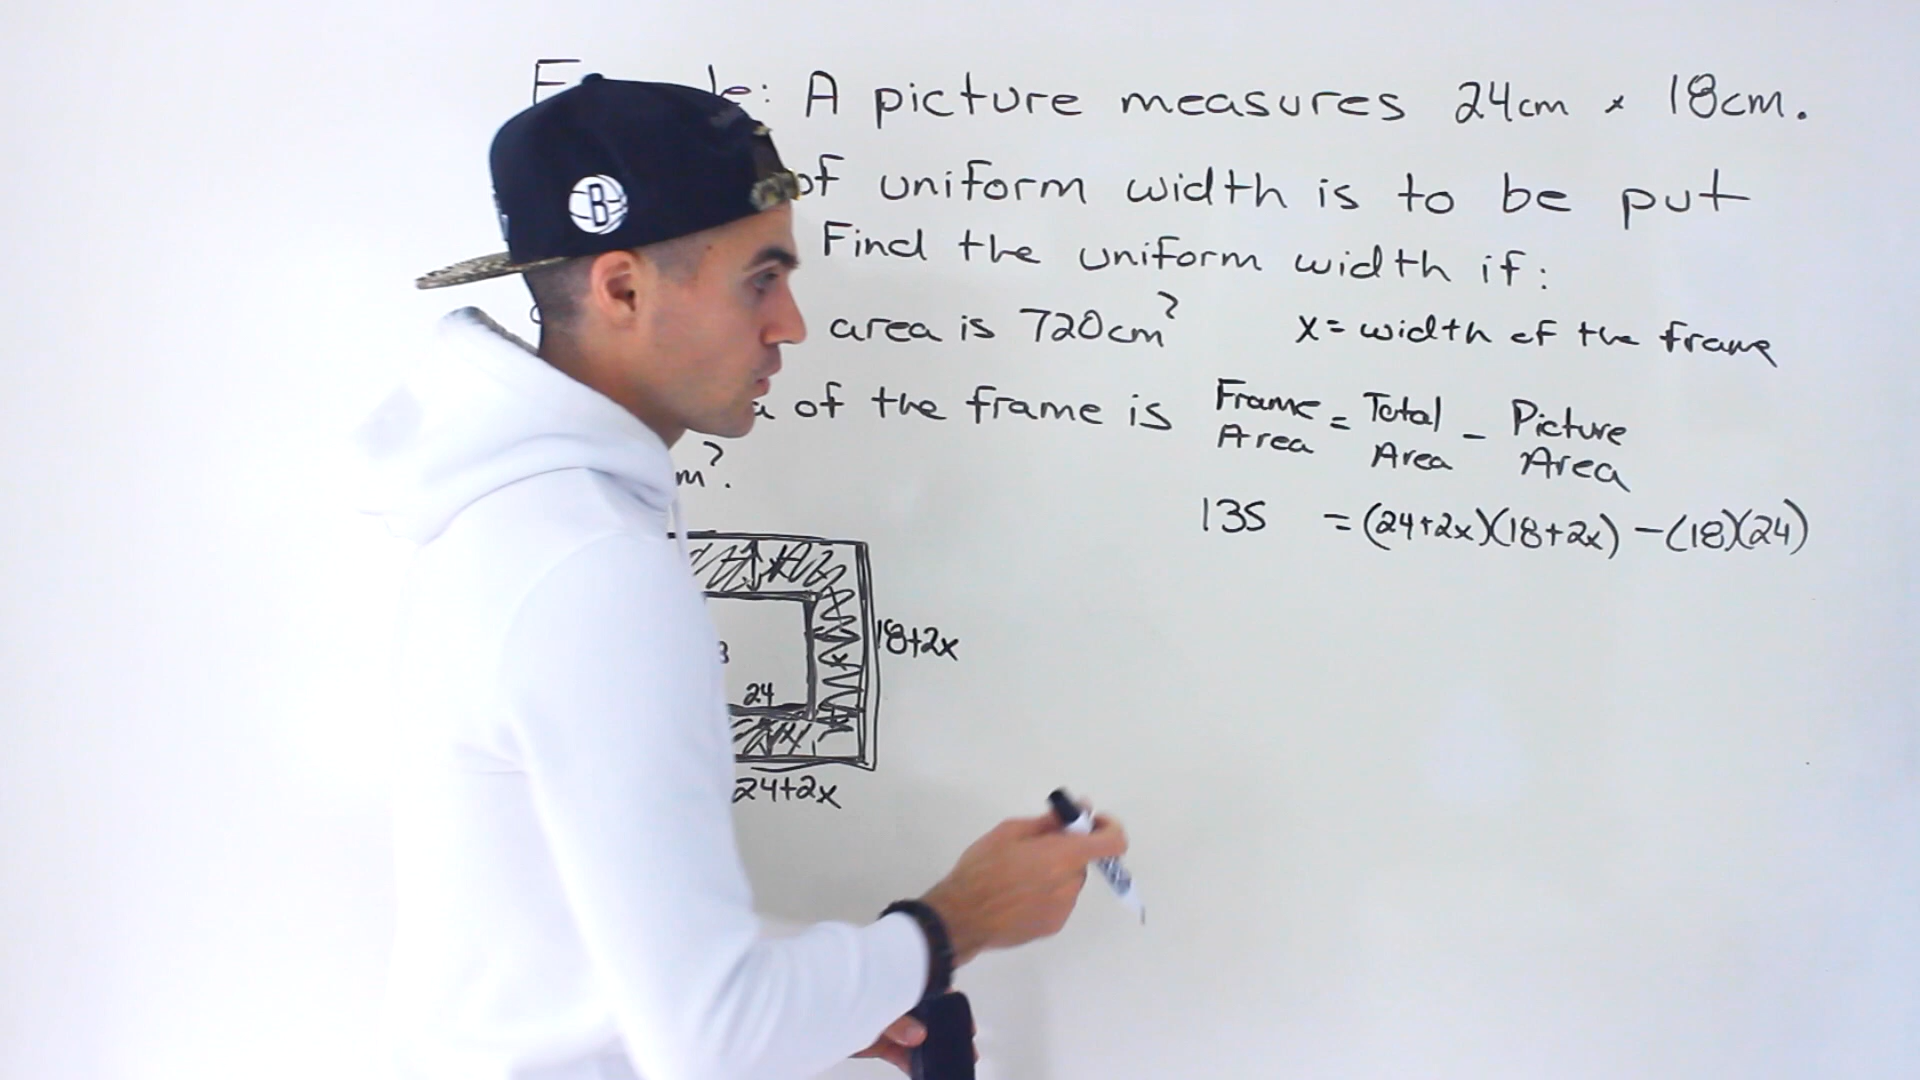 : A picture measures 24cm x 18cm.
of uniform width is to be put
Find the uniform width if:
area is 720cm²
x = width of the frame
of the frame is
m².
Frame Area = Total Area - Picture Area
135 = (24+2x)(18+2x) - (18)(24)
x
18+2x
x
24
x
24+2x
B